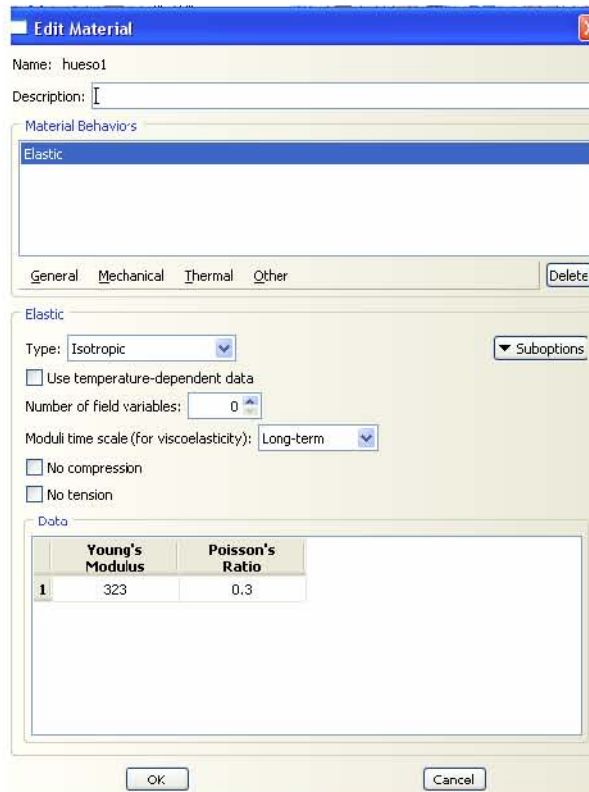 Edit Material
Name: hueso1
Description:
Material Behaviors
Elastic
General Mechanical Thermal Other Delete
Elastic
Type: Isotropic Suboptions
Use temperature-dependent data
Number of field variables: 0
Moduli time scale (for viscoelasticity): Long-term
No compression
No tension
Data
Young's Poisson's
Modulus Ratio
1 323 0.3
OK Cancel